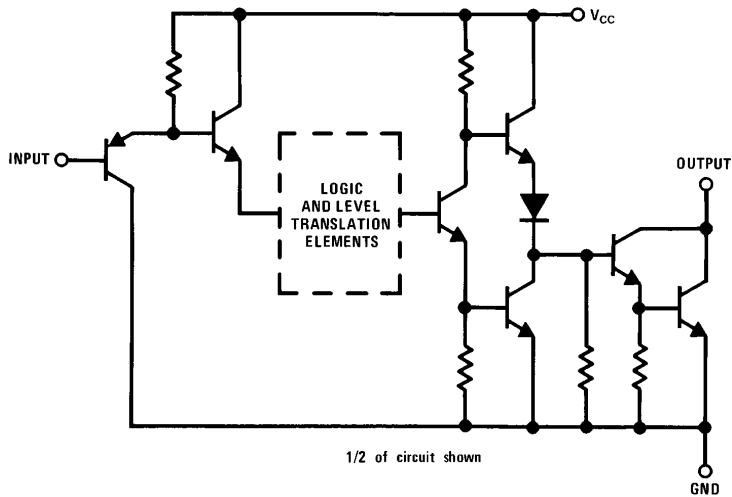 V_CC
INPUT
OUTPUT
LOGIC
AND LEVEL
TRANSLATION
ELEMENTS
1/2 of circuit shown
GND